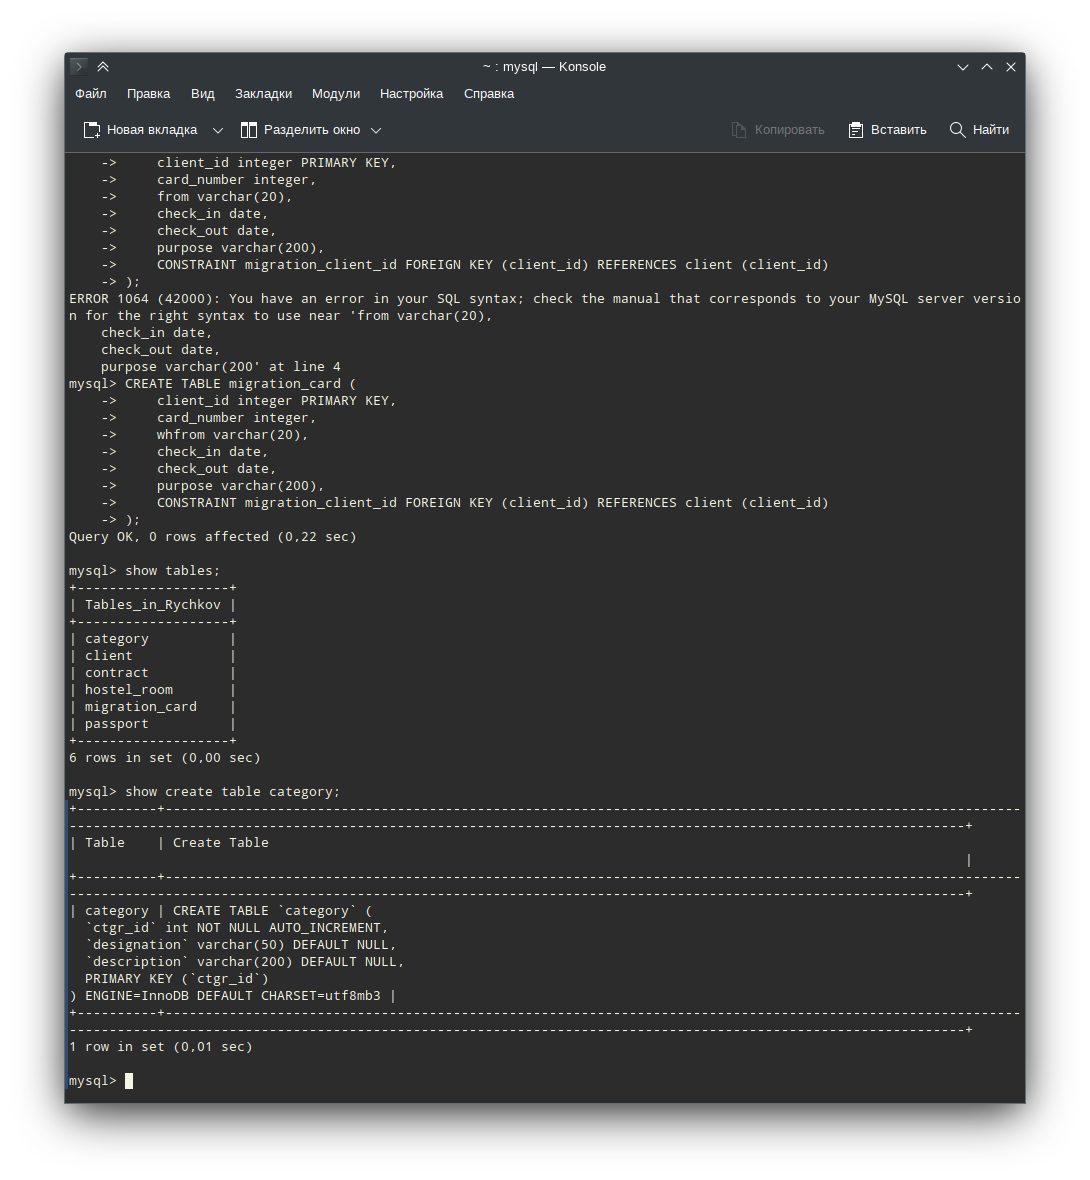 ~ : mysql — Konsole
Файл Правка Вид Закладки Модули Настройка Справка
Новая вкладка Разделить окно Копировать Вставить Найти
    ->     client_id integer PRIMARY KEY,
    ->     card_number integer,
    ->     from varchar(20),
    ->     check_in date,
    ->     check_out date,
    ->     purpose varchar(200),
    ->     CONSTRAINT migration_client_id FOREIGN KEY (client_id) REFERENCES client (client_id)
    -> );
ERROR 1064 (42000): You have an error in your SQL syntax; check the manual that corresponds to your MySQL server versio
n for the right syntax to use near 'from varchar(20),
    check_in date,
    check_out date,
    purpose varchar(200' at line 4
mysql> CREATE TABLE migration_card (
    ->     client_id integer PRIMARY KEY,
    ->     card_number integer,
    ->     whfrom varchar(20),
    ->     check_in date,
    ->     check_out date,
    ->     purpose varchar(200),
    ->     CONSTRAINT migration_client_id FOREIGN KEY (client_id) REFERENCES client (client_id)
    -> );
Query OK, 0 rows affected (0,22 sec)
mysql> show tables;
+-------------------+
| Tables_in_Rychkov |
+-------------------+
| category          |
| client            |
| contract          |
| hostel_room       |
| migration_card    |
| passport          |
+-------------------+
6 rows in set (0,00 sec)
mysql> show create table category;
+----------+-----------------------------------------------------------------------------------------------------------
----------------------------------------------------------------------------------------------------------------+
| Table    | Create Table
                                                                                                                |
+----------+-----------------------------------------------------------------------------------------------------------
----------------------------------------------------------------------------------------------------------------+
| category | CREATE TABLE `category` (
  `ctgr_id` int NOT NULL AUTO_INCREMENT,
  `designation` varchar(50) DEFAULT NULL,
  `description` varchar(200) DEFAULT NULL,
  PRIMARY KEY (`ctgr_id`)
) ENGINE=InnoDB DEFAULT CHARSET=utf8mb3 |
+----------+-----------------------------------------------------------------------------------------------------------
----------------------------------------------------------------------------------------------------------------+
1 row in set (0,01 sec)
mysql>